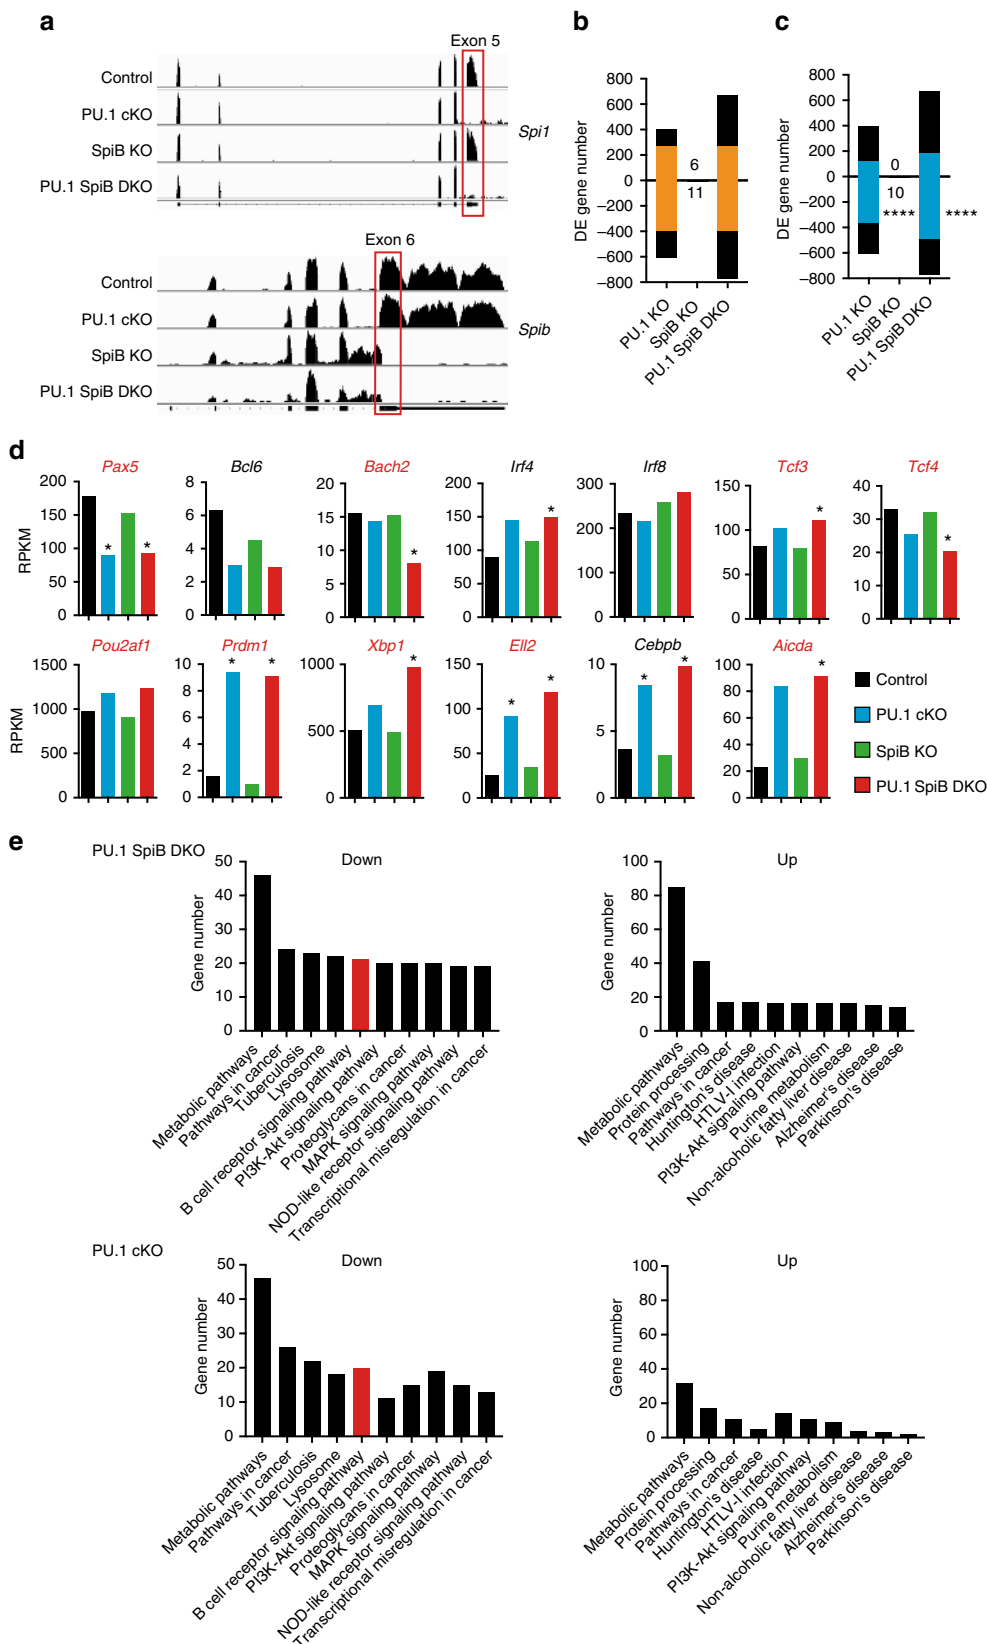 a
Exon 5
Control
PU.1 cKO
SpiB KO
PU.1 SpiB DKO
Spi1
Exon 6
Control
PU.1 cKO
SpiB KO
PU.1 SpiB DKO
Spib
b
DE gene number
800
600
400
200
0
−200
−400
−600
−800
6
11
PU.1 KO
SpiB KO
PU.1 SpiB DKO
c
DE gene number
800
600
400
200
0
−200
−400
−600
−800
0
10
****
****
PU.1 KO
SpiB KO
PU.1 SpiB DKO
d
RPKM
Pax5
200
150
100
50
0
* *
Bcl6
8
6
4
2
0
Bach2
20
15
10
5
0
*
Irf4
200
150
100
50
0
*
Irf8
300
200
100
0
Tcf3
150
100
50
0
*
Tcf4
40
30
20
10
0
*
RPKM
Pou2af1
1500
1000
500
0
Prdm1
10
8
6
4
2
0
* *
Xbp1
1000
500
0
*
Ell2
150
100
50
0
* *
Cebpb
10
5
0
* *
Aicda
100
80
60
40
20
0
*
Control
PU.1 cKO
SpiB KO
PU.1 SpiB DKO
e
PU.1 SpiB DKO
Down
Gene number
50
40
30
20
10
0
Metabolic pathways
Pathways in cancer
Tuberculosis
Lysosome
B cell receptor signaling pathway
PI3K-Akt signaling pathway
Proteoglycans in cancer
MAPK signaling pathway
NOD-like receptor signaling pathway
Transcriptional misregulation in cancer
Up
Gene number
100
80
60
40
20
0
Metabolic pathways
Protein processing
Pathways in cancer
Huntington's disease
HTLV-I infection
PI3K-Akt signaling pathway
Purine metabolism
Non-alcoholic fatty liver disease
Alzheimer's disease
Parkinson's disease
PU.1 cKO
Down
Gene number
50
40
30
20
10
0
Metabolic pathways
Pathways in cancer
Tuberculosis
Lysosome
B cell receptor signaling pathway
PI3K-Akt signaling pathway
Proteoglycans in cancer
MAPK signaling pathway
NOD-like receptor signaling pathway
Transcriptional misregulation in cancer
Up
Gene number
100
80
60
40
20
0
Metabolic pathways
Protein processing
Pathways in cancer
Huntington's disease
HTLV-I infection
PI3K-Akt signaling pathway
Purine metabolism
Non-alcoholic fatty liver disease
Alzheimer's disease
Parkinson's disease